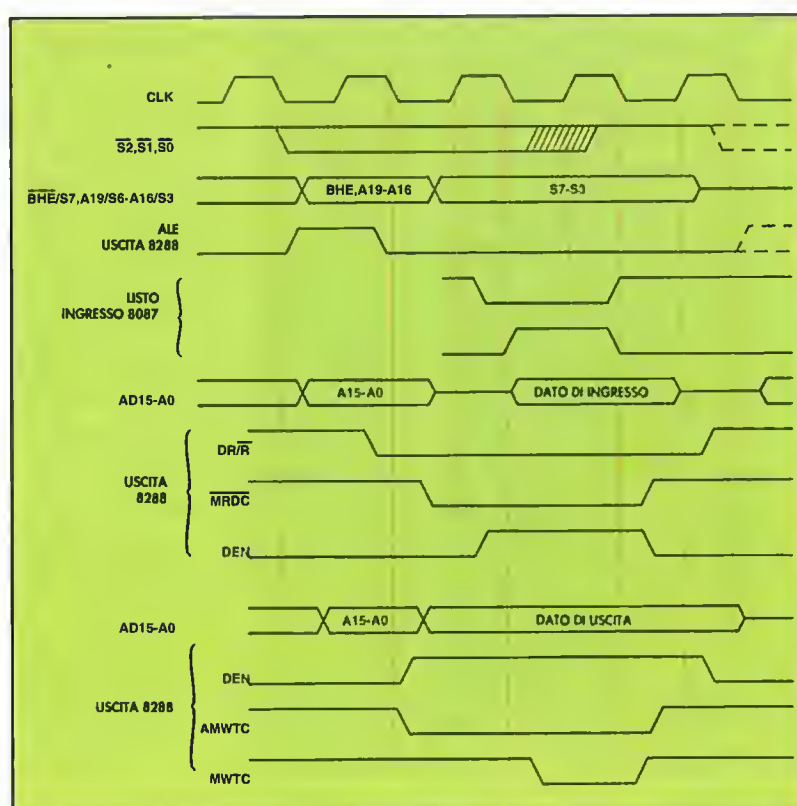 CLK
S2,S1,S0
BHE/S7,A19/S6-A16/S3
BHE,A19-A16
S7-S3
ALE
USCITA 8288
LISTO
INGRESSO 8087
AD15-A0
A15-A0
DATO DI INGRESSO
USCITA
8288
DR/R
MRDC
DEN
AD15-A0
A15-A0
DATO DI USCITA
USCITA 8288
DEN
AMWTC
MWTC